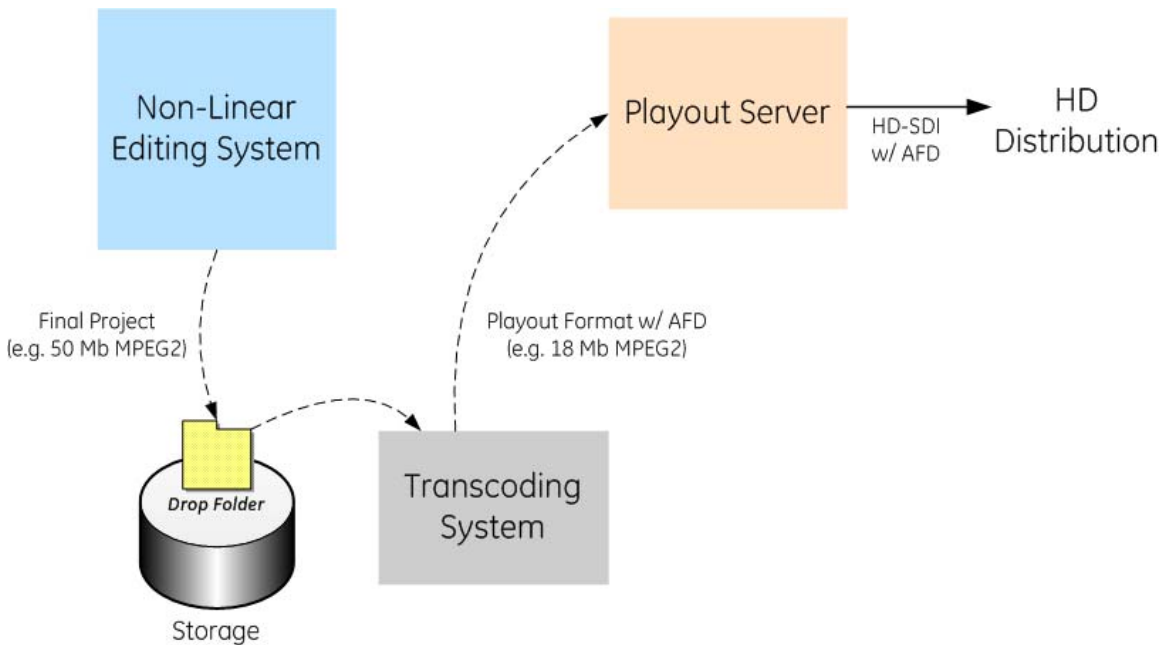 Non-Linear
Editing System
Playout Server
HD-SDI
w/ AFD
HD
Distribution
Final Project
(e.g. 50 Mb MPEG2)
Playout Format w/ AFD
(e.g. 18 Mb MPEG2)
Drop Folder
Transcoding
System
Storage